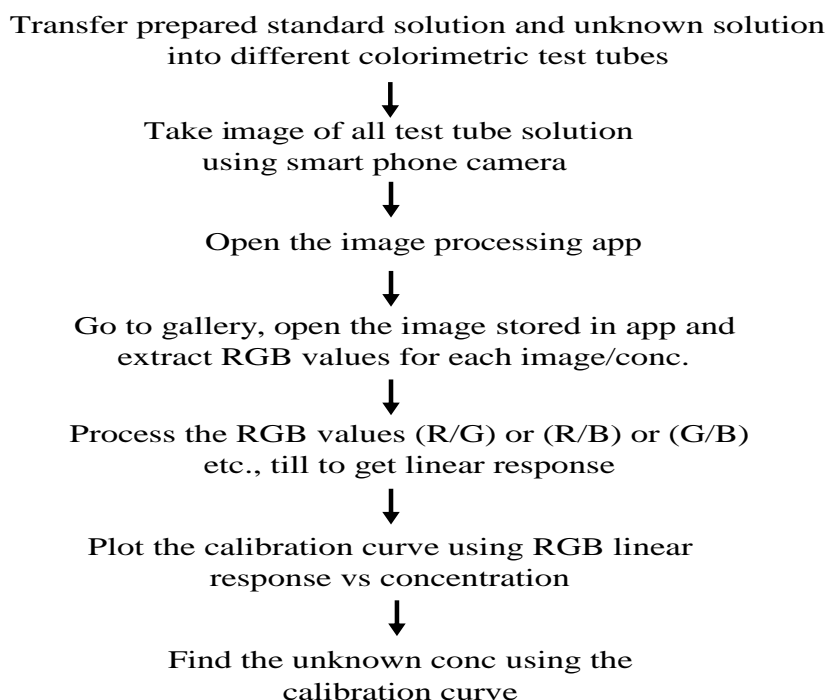 Transfer prepared standard solution and unknown solution
into different colorimetric test tubes
Take image of all test tube solution
using smart phone camera
Open the image processing app
Go to gallery, open the image stored in app and
extract RGB values for each image/conc.
Process the RGB values (R/G) or (R/B) or (G/B)
etc., till to get linear response
Plot the calibration curve using RGB linear
response vs concentration
Find the unknown conc using the
calibration curve